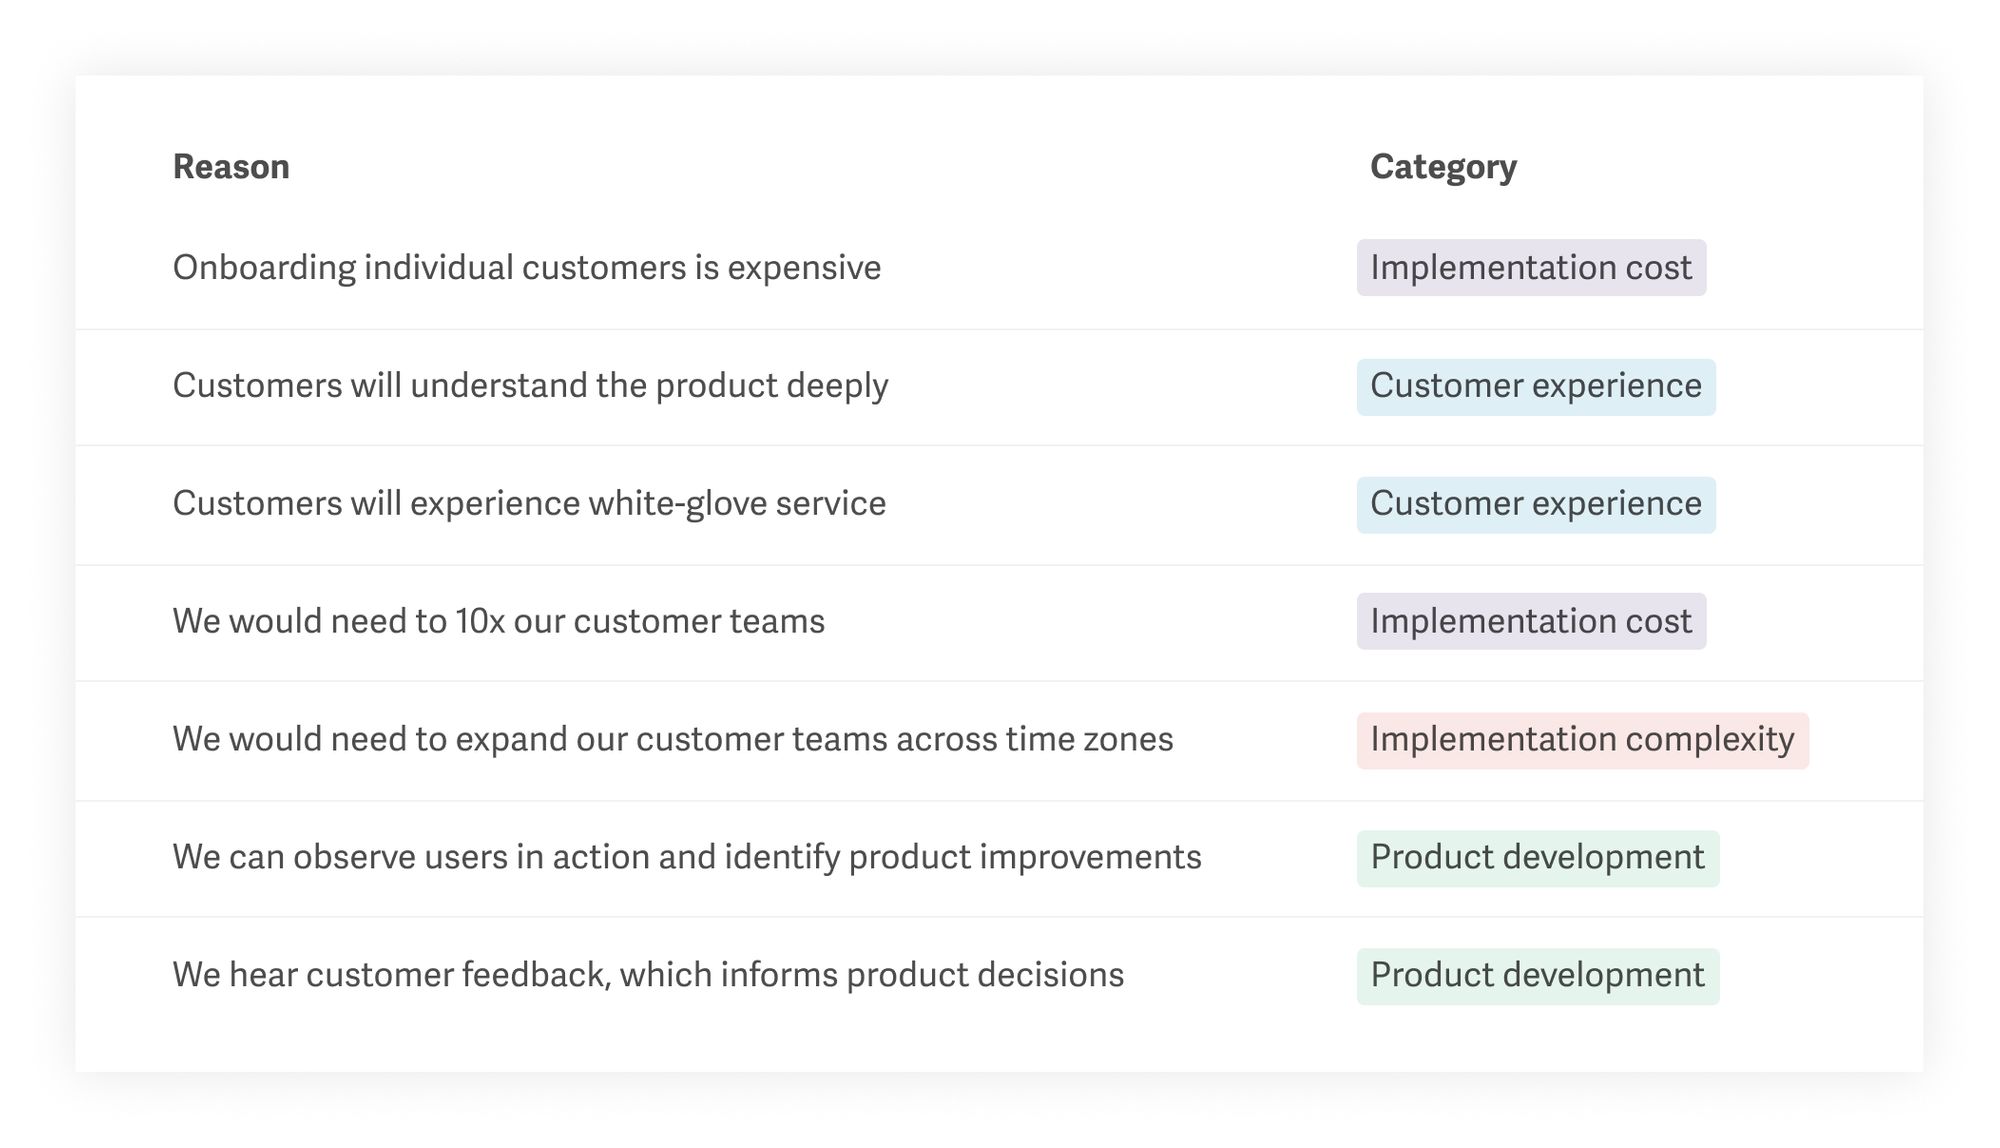 Reason Category
Onboarding individual customers is expensive Implementation cost
Customers will understand the product deeply Customer experience
Customers will experience white-glove service Customer experience
We would need to 10x our customer teams Implementation cost
We would need to expand our customer teams across time zones Implementation complexity
We can observe users in action and identify product improvements Product development
We hear customer feedback, which informs product decisions Product development